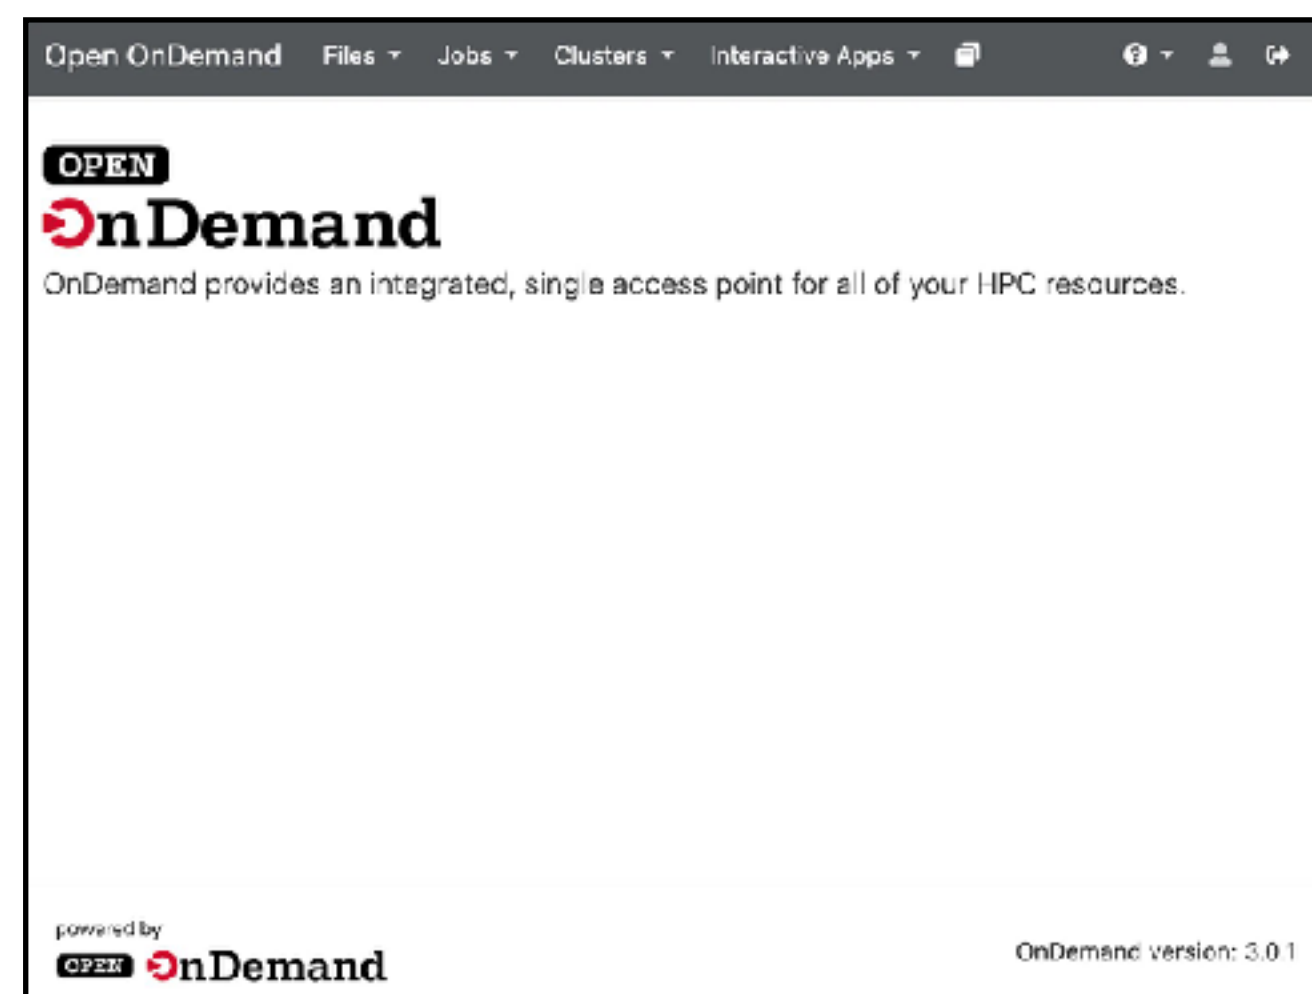 Open OnDemand Files Jobs Clusters Interactive Apps
OPEN
OnDemand
OnDemand provides an integrated, single access point for all of your HPC resources.
powered by
OPEN OnDemand
OnDemand version: 3.0.1